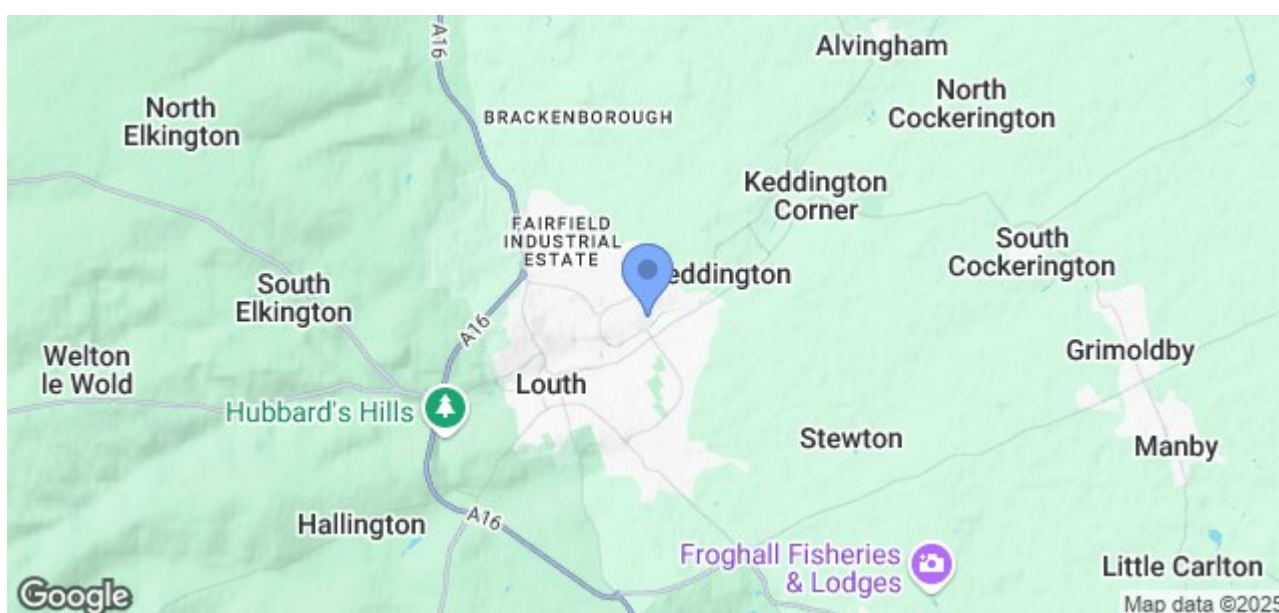 A16
Alvingham
North
Elkington
North
Cockerington
BRACKENBOROUGH
Keddington
Corner
FAIRFIELD
INDUSTRIAL
ESTATE
South
Cockerington
eddington
South
Elkington
A16
Welton
le Wold
Grimoldby
Louth
Hubbard's Hills
Stewton
Manby
Hallington
A16
Froghall Fisheries
& Lodges
Little Carlton
Google
Map data ©2025